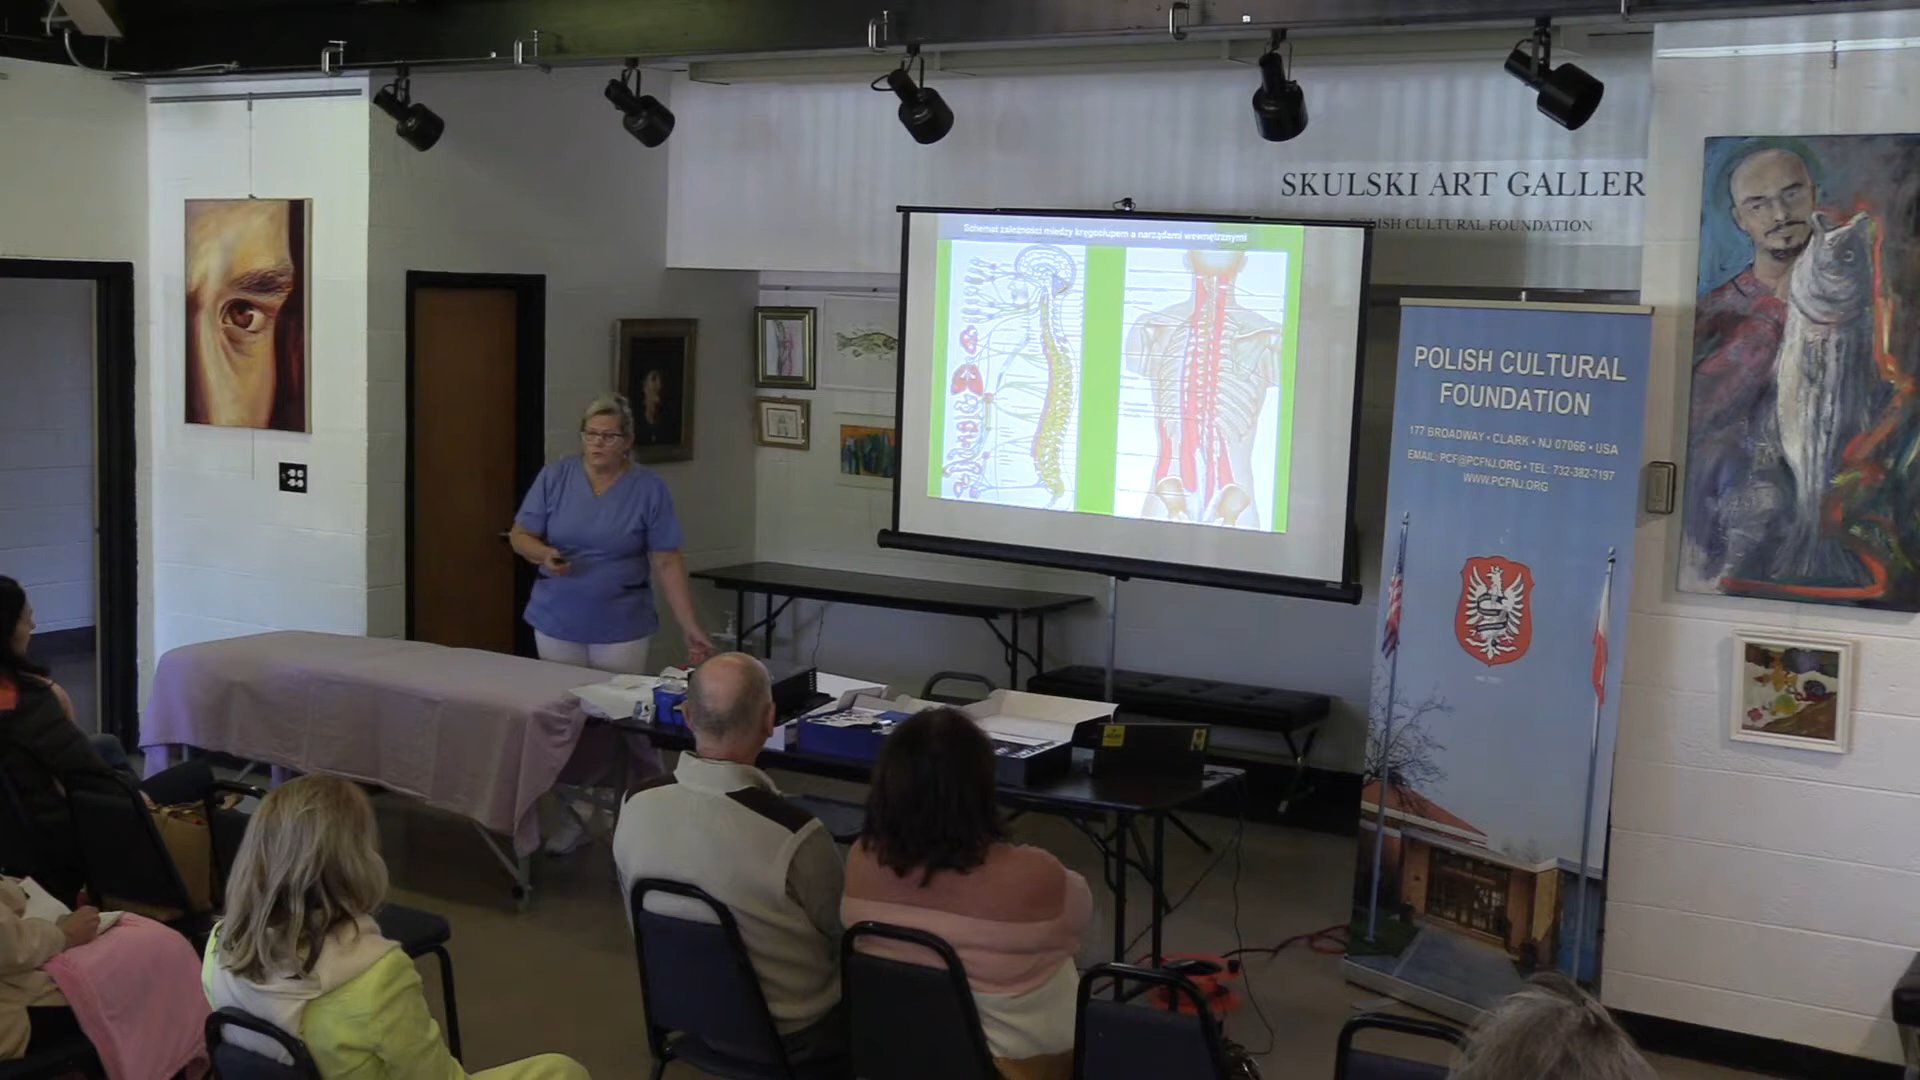 SKULSKI ART GALLER
POLISH CULTURAL FOUNDATION
Schemat zależności miedzy kręgosłupem a narządami wewnętrznymi
POLISH CULTURAL
FOUNDATION
177 BROADWAY • CLARK • NJ 07066 • USA
EMAIL: PCF@PCFNJ.ORG • TEL: 732-382-7197
WWW.PCFNJ.ORG